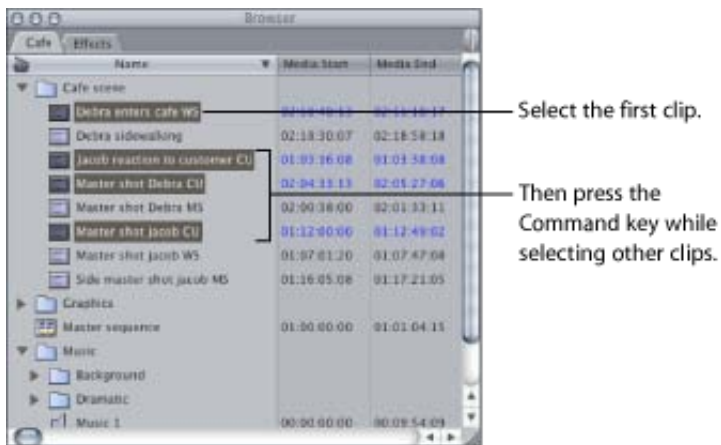 Browser
Cafe Effects
Name Media Start Media End
Cafe scene
Debra enters cafe WS
Select the first clip.
Debra sidewalking 02:18:30:07 02:18:58:18
Jacob reaction to customer CU 01:03:16:08 01:03:58:08
Master shot Debra CU 02:04:33:13 02:05:27:06
Then press the
Command key while
selecting other clips.
Master shot Debra MS 02:00:38:00 02:01:33:11
Master shot Jacob CU 01:12:00:00 01:12:49:02
Master shot jacob WS 01:07:01:20 01:07:47:08
Side master shot jacob MS 01:16:05:08 01:17:21:05
Graphics
Master sequence 01:00:00:00 01:01:04:15
Music
Background
Dramatic
Music 1 00:00:00:00 00:09:54:09